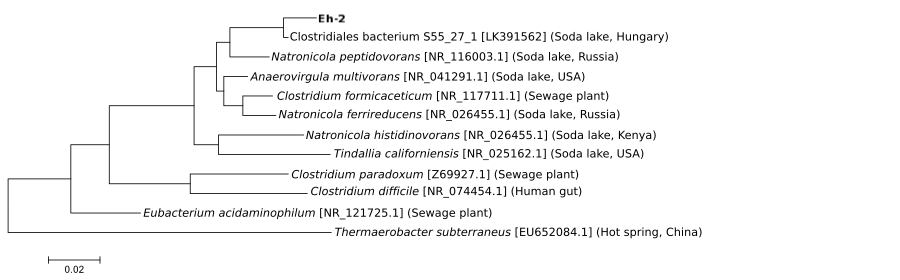 Eh-2
Clostridiales bacterium S55_27_1 [LK391562] (Soda lake, Hungary)
Natronicola peptidovorans [NR_116003.1] (Soda lake, Russia)
Anaerovirgula multivorans [NR_041291.1] (Soda lake, USA)
Clostridium formicaceticum [NR_117711.1] (Sewage plant)
Natronicola ferrireducens [NR_026455.1] (Soda lake, Russia)
Natronicola histidinovorans [NR_026455.1] (Soda lake, Kenya)
Tindallia californiensis [NR_025162.1] (Soda lake, USA)
Clostridium paradoxum [Z69927.1] (Sewage plant)
Clostridium difficile [NR_074454.1] (Human gut)
Eubacterium acidaminophilum [NR_121725.1] (Sewage plant)
Thermaerobacter subterraneus [EU652084.1] (Hot spring, China)
0.02